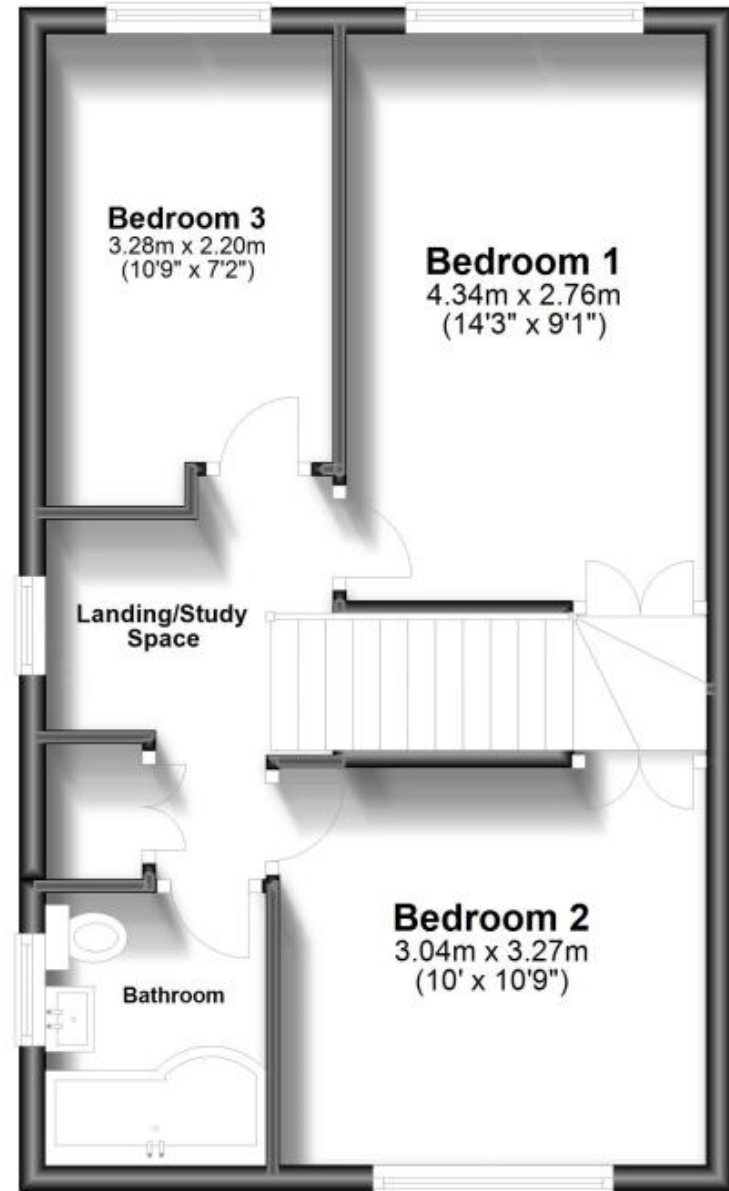 Bedroom 3
3.28m x 2.20m
(10'9" x 7'2")
Bedroom 1
4.34m x 2.76m
(14'3" x 9'1")
Landing/Study
Space
Bedroom 2
3.04m x 3.27m
(10' x 10'9")
Bathroom